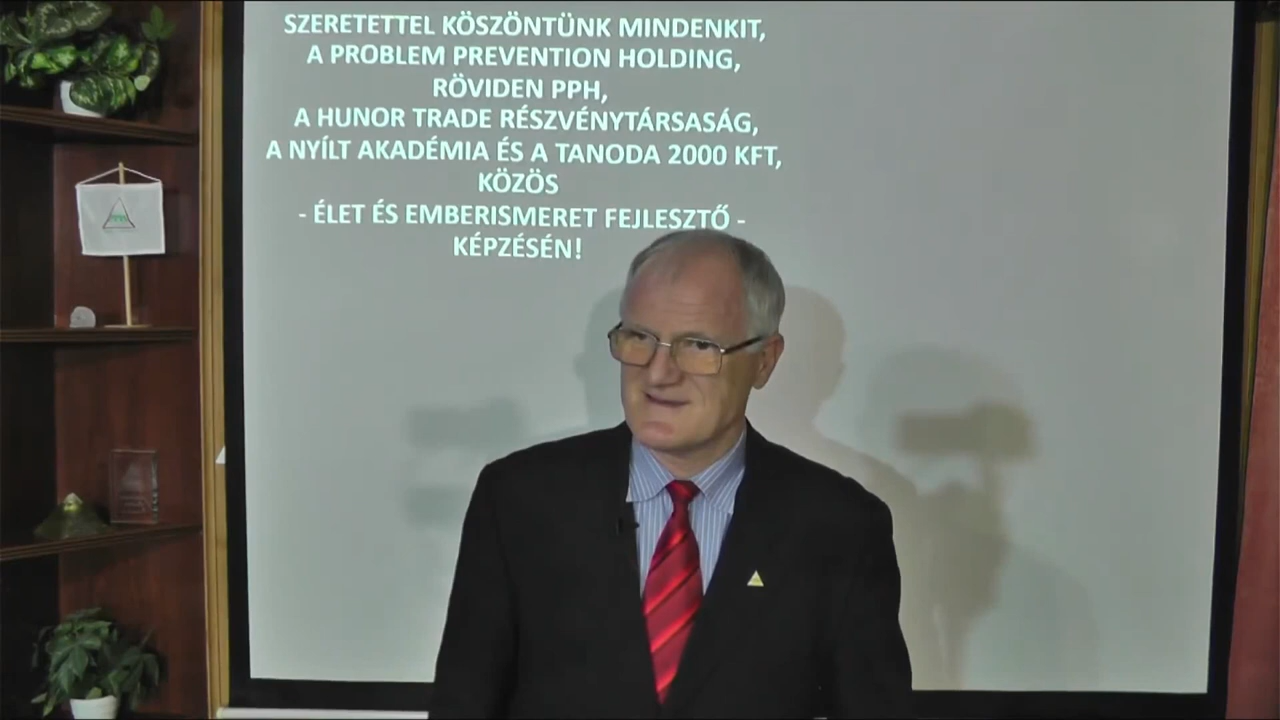 SZERETETTEL KÖSZÖNTÜNK MINDENKIT,
A PROBLEM PREVENTION HOLDING,
RÖVIDEN PPH,
A HUNOR TRADE RÉSZVÉNYTÁRSASÁG,
A NYÍLT AKADÉMIA ÉS A TANODA 2000 KFT,
KÖZÖS
- ÉLET ÉS EMBERISMERET FEJLESZTŐ -
KÉPZÉSÉN!